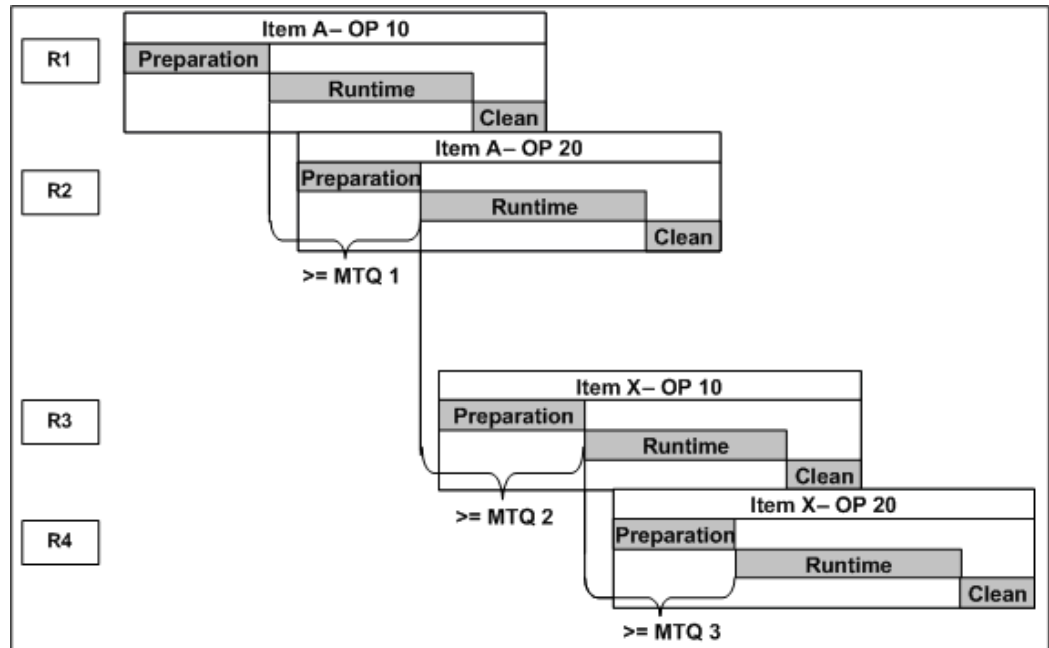 Item A– OP 10
R1
Preparation
Runtime
Clean
Item A– OP 20
R2
Preparation
Runtime
Clean
>= MTQ 1
Item X– OP 10
R3
Preparation
Runtime
Clean
>= MTQ 2
Item X– OP 20
R4
Preparation
Runtime
Clean
>= MTQ 3